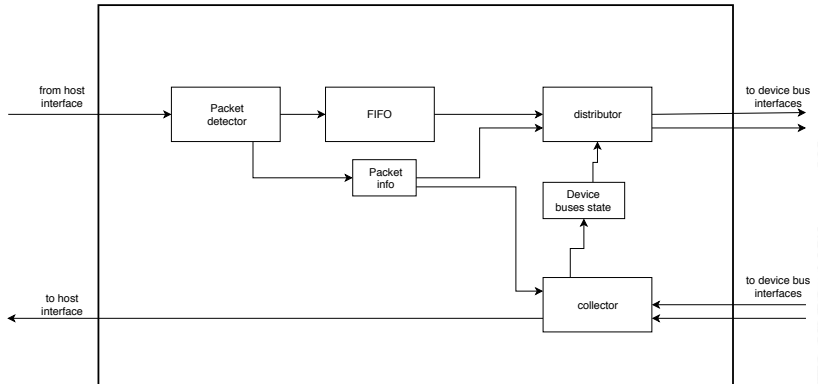 from host
interface
Packet
detector
FIFO
distributor
to device bus
interfaces
Packet
info
Device
buses state
to host
interface
collector
to device bus
interfaces